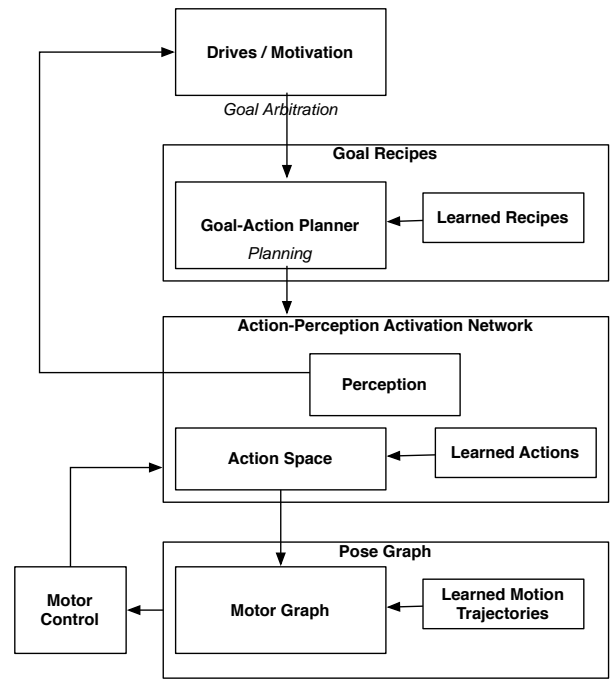 Drives / Motivation
Goal Arbitration
Goal Recipes
Goal-Action Planner
Learned Recipes
Planning
Action-Perception Activation Network
Perception
Action Space
Learned Actions
Pose Graph
Motor
Control
Motor Graph
Learned Motion
Trajectories